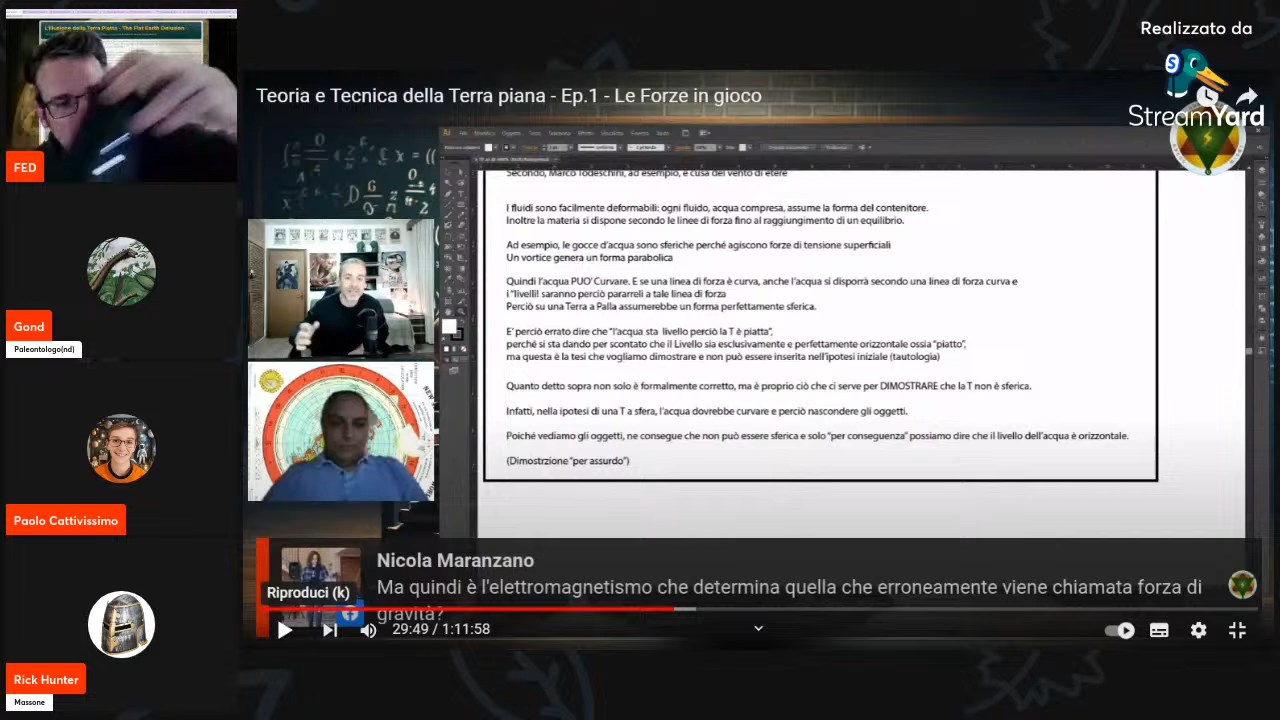 L'Illusione della Terra Piatta - The Flat Earth Delusion
FED
Gond
Paleontologo(nd)
Paolo Cattivissimo
Rick Hunter
Massone
Realizzato da
StreamYard
Teoria e Tecnica della Terra piana - Ep.1 - Le Forze in gioco
Secondo, Marco Todeschini, ad esempio, e cusa del vento di etere
I fluidi sono facilmente deformabili: ogni fluido, acqua compresa, assume la forma del contenitore.
Inoltre la materia si dispone secondo le linee di forza fino al raggiungimento di un equilibrio.
Ad esempio, le gocce d'acqua sono sferiche perché agiscono forze di tensione superficiali
Un vortice genera un forma parabolica
Quindi l'acqua PUO' Curvare. E se una linea di forza è curva, anche l'acqua si disporrà secondo una linea di forza curva e
i "livelli! saranno perciò pararreli a tale linea di forza
Perciò su una Terra a Palla assumerebbe un forma perfettamente sferica.
E' perciò errato dire che "l'acqua sta livello perciò la T è piatta",
perché si sta dando per scontato che il Livello sia esclusivamente e perfettamente orizzontale ossia "piatto",
ma questa è la tesi che vogliamo dimostrare e non può essere inserita nell'ipotesi iniziale (tautologia)
Quanto detto sopra non solo è formalmente corretto, ma è proprio ciò che ci serve per DIMOSTRARE che la T non è sferica.
Infatti, nella ipotesi di una T a sfera, l'acqua dovrebbe curvare e perciò nascondere gli oggetti.
Poiché vediamo gli oggetti, ne consegue che non può essere sferica e solo "per conseguenza" possiamo dire che il livello dell'acqua è orizzontale.
(Dimostrzione "per assurdo")
Nicola Maranzano
Ma quindi è l'elettromagnetismo che determina quella che erroneamente viene chiamata forza di
gravità?
Riproduci (k)
29:49 / 1:11:58